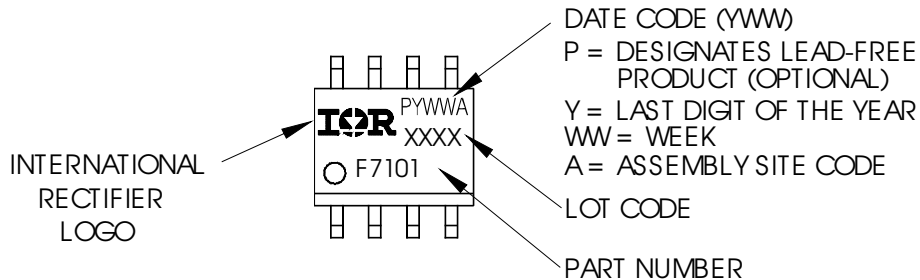 DATE CODE (YWW)
P = DESIGNATES LEAD-FREE
PRODUCT (OPTIONAL)
Y = LAST DIGIT OF THE YEAR
WW = WEEK
A = ASSEMBLY SITE CODE
LOT CODE
PART NUMBER
INTERNATIONAL
RECTIFIER
LOGO
IOR
PYWWA
XXXX
F7101